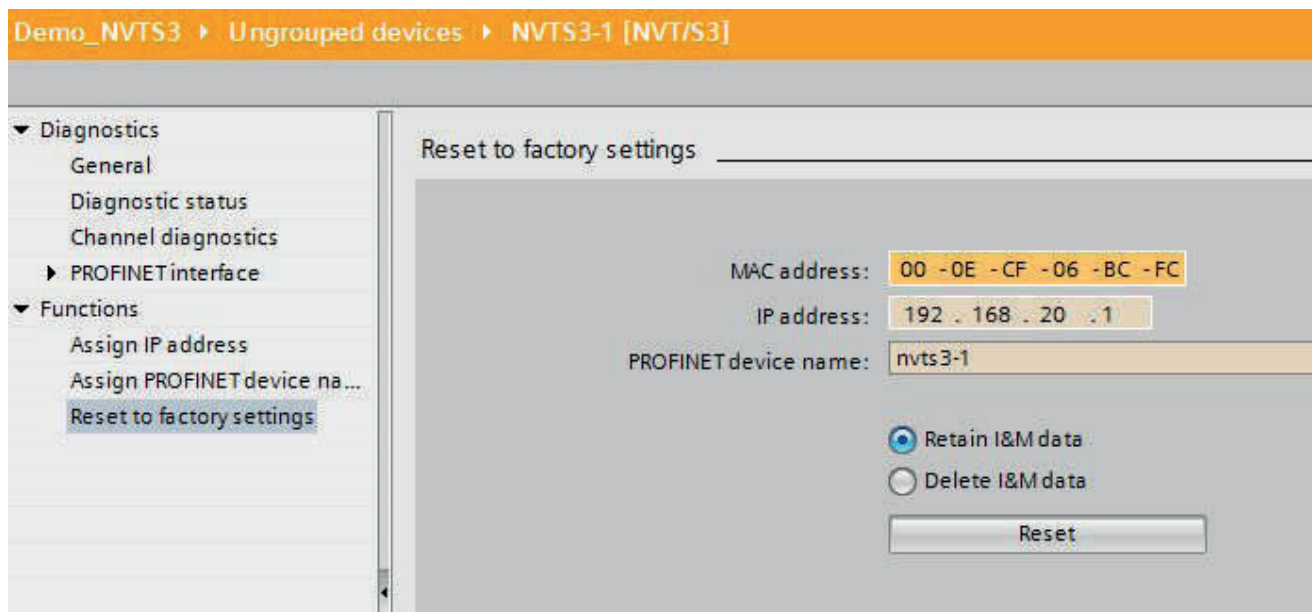 Demo_NVTS3 ▸ Ungrouped devices ▸ NVTS3-1 [NVT/S3]
Diagnostics
General
Diagnostic status
Channel diagnostics
PROFINET interface
Functions
Assign IP address
Assign PROFINET device na...
Reset to factory settings
Reset to factory settings
MAC address: 00 -0E -CF -06 -BC -FC
IP address: 192 . 168 . 20 . 1
PROFINET device name: nvts3-1
Retain I&M data
Delete I&M data
Reset